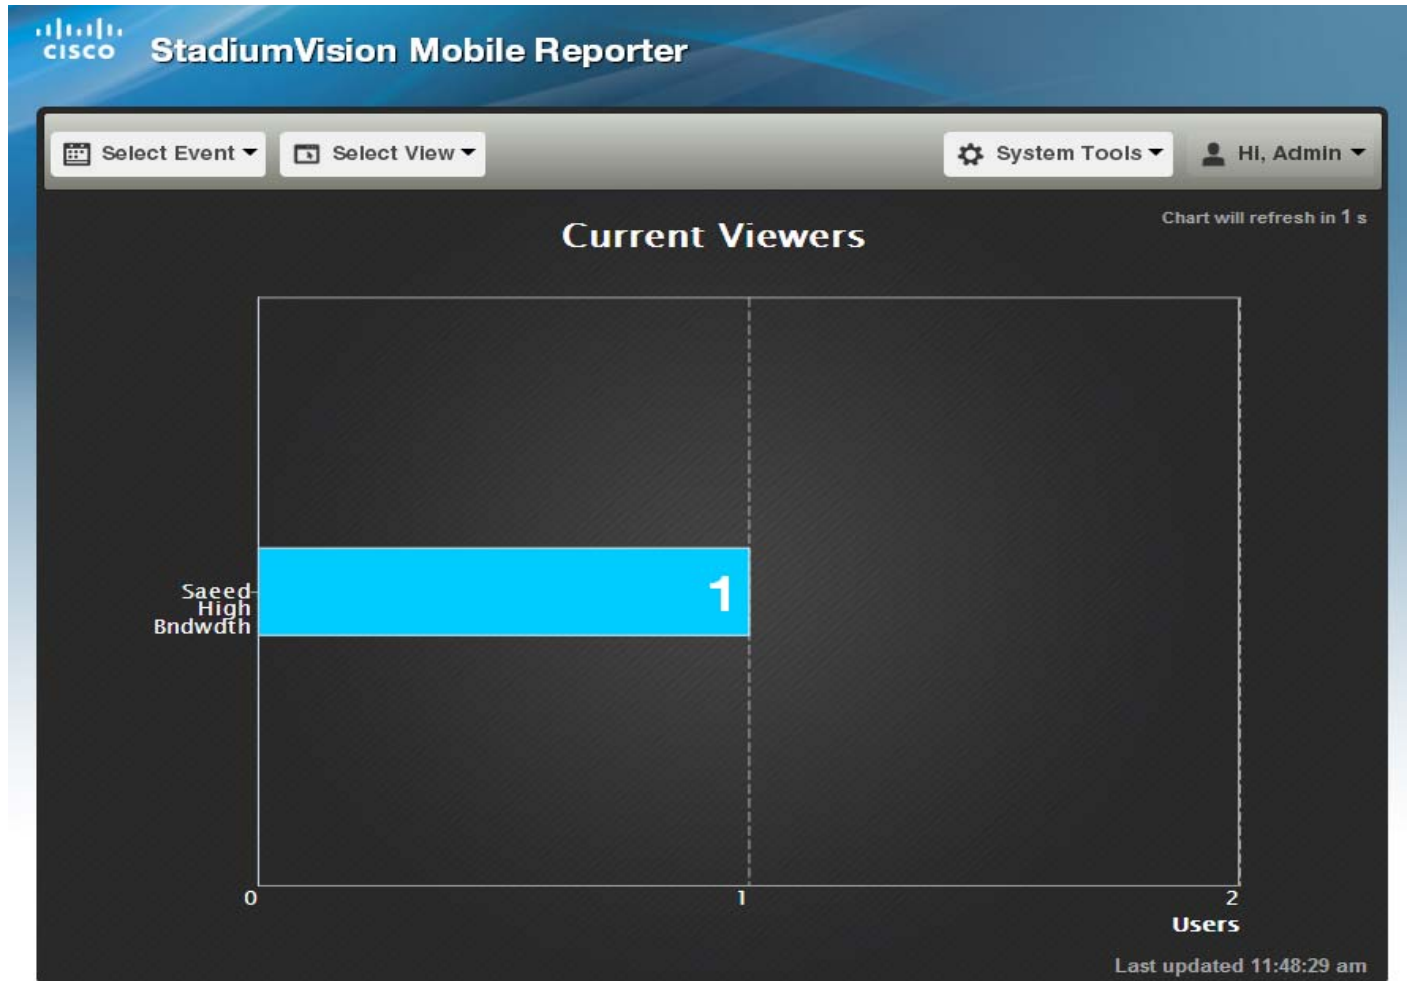 CISCO
StadiumVision Mobile Reporter
Select Event
Select View
System Tools
Hi, Admin
Chart will refresh in 1 s
Current Viewers
Saeed
High
Bndwdth
1
0 1 2
Users
Last updated 11:48:29 am